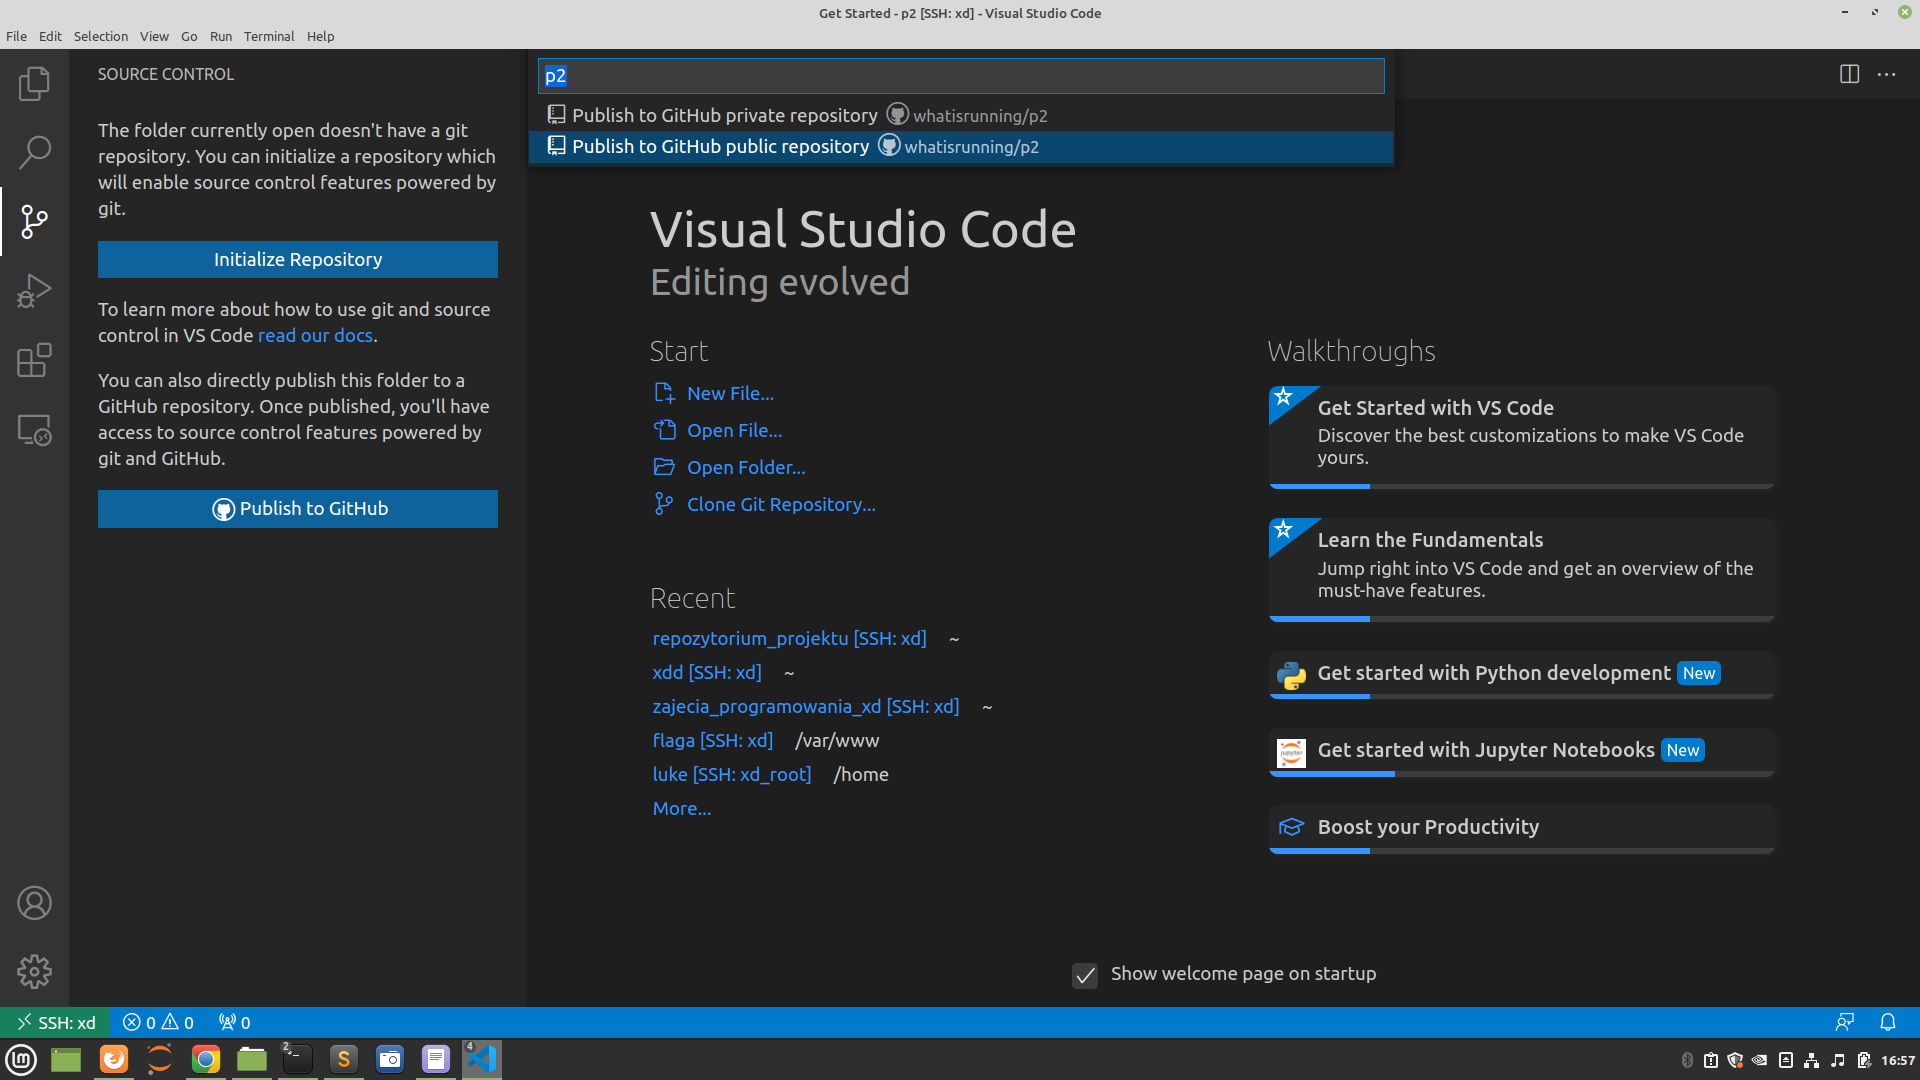 Get Started - p2 [SSH: xd] - Visual Studio Code
File Edit Selection View Go Run Terminal Help
SOURCE CONTROL
The folder currently open doesn't have a git
repository. You can initialize a repository which
will enable source control features powered by
git.
Initialize Repository
To learn more about how to use git and source
control in VS Code read our docs.
You can also directly publish this folder to a
GitHub repository. Once published, you'll have
access to source control features powered by
git and GitHub.
Publish to GitHub
p2
Publish to GitHub private repository whatisrunning/p2
Publish to GitHub public repository whatisrunning/p2
Visual Studio Code
Editing evolved
Start
New File...
Open File...
Open Folder...
Clone Git Repository...
Recent
repozytorium_projektu [SSH: xd] ~
xdd [SSH: xd] ~
zajecia_programowania_xd [SSH: xd] ~
flaga [SSH: xd] /var/www
luke [SSH: xd_root] /home
More...
Walkthroughs
Get Started with VS Code
Discover the best customizations to make VS Code
yours.
Learn the Fundamentals
Jump right into VS Code and get an overview of the
must-have features.
Get started with Python development New
Get started with Jupyter Notebooks New
Boost your Productivity
Show welcome page on startup
SSH: xd 0 0 0
2 4
16:57